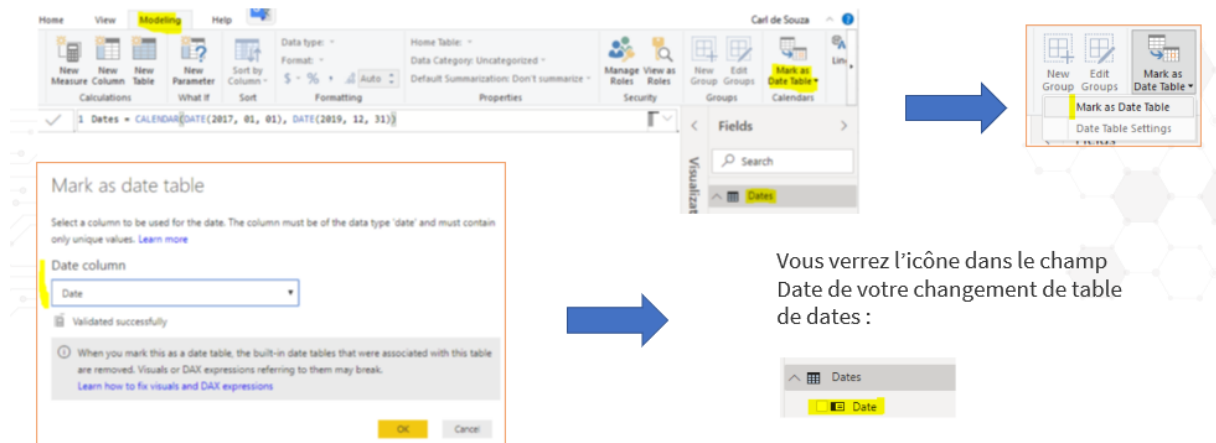 Home View Modeling Help
Carl de Souza
New Measure
New Column
New Table
New Parameter
Sort by Column
Data type:
Format:
$ - % , Auto
Home Table:
Data Category: Uncategorized
Default Summarization: Don't summarize
Manage Roles
View as Roles
New Group
Edit Groups
Mark as Date Table
Lin
Calculations What If Sort Formatting Properties Security Groups Calendars
1 Dates = CALENDAR(DATE(2017, 01, 01), DATE(2019, 12, 31))
Fields
Search
Visualizat
Dates
New Group
Edit Groups
Mark as Date Table
Mark as Date Table
Date Table Settings
Mark as date table
Select a column to be used for the date. The column must be of the data type 'date' and must contain
only unique values. Learn more
Date column
Date
Validated successfully
When you mark this as a date table, the built-in date tables that were associated with this table
are removed. Visuals or DAX expressions referring to them may break.
Learn how to fix visuals and DAX expressions
OK Cancel
Vous verrez l'icône dans le champ
Date de votre changement de table
de dates :
Dates
Date